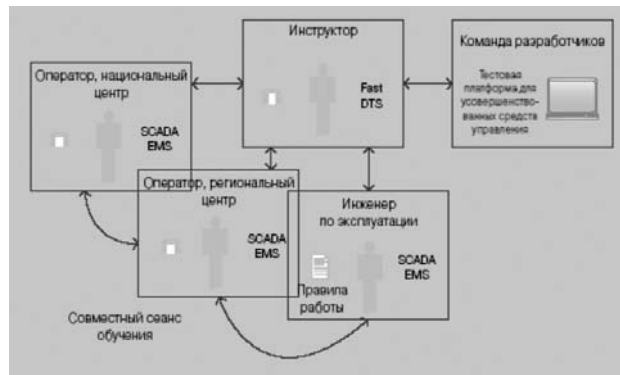 Инструктор
Fast
DTS
Команда разработчиков
Тестовая
платформа для
усовершенство-
ванных средств
управления
Оператор, национальный
центр
SCADA
EMS
Оператор, региональный
центр
SCADA
EMS
Инженер
по эксплуатации
SCADA
EMS
Правила
работы
Совместный сеанс
обучения